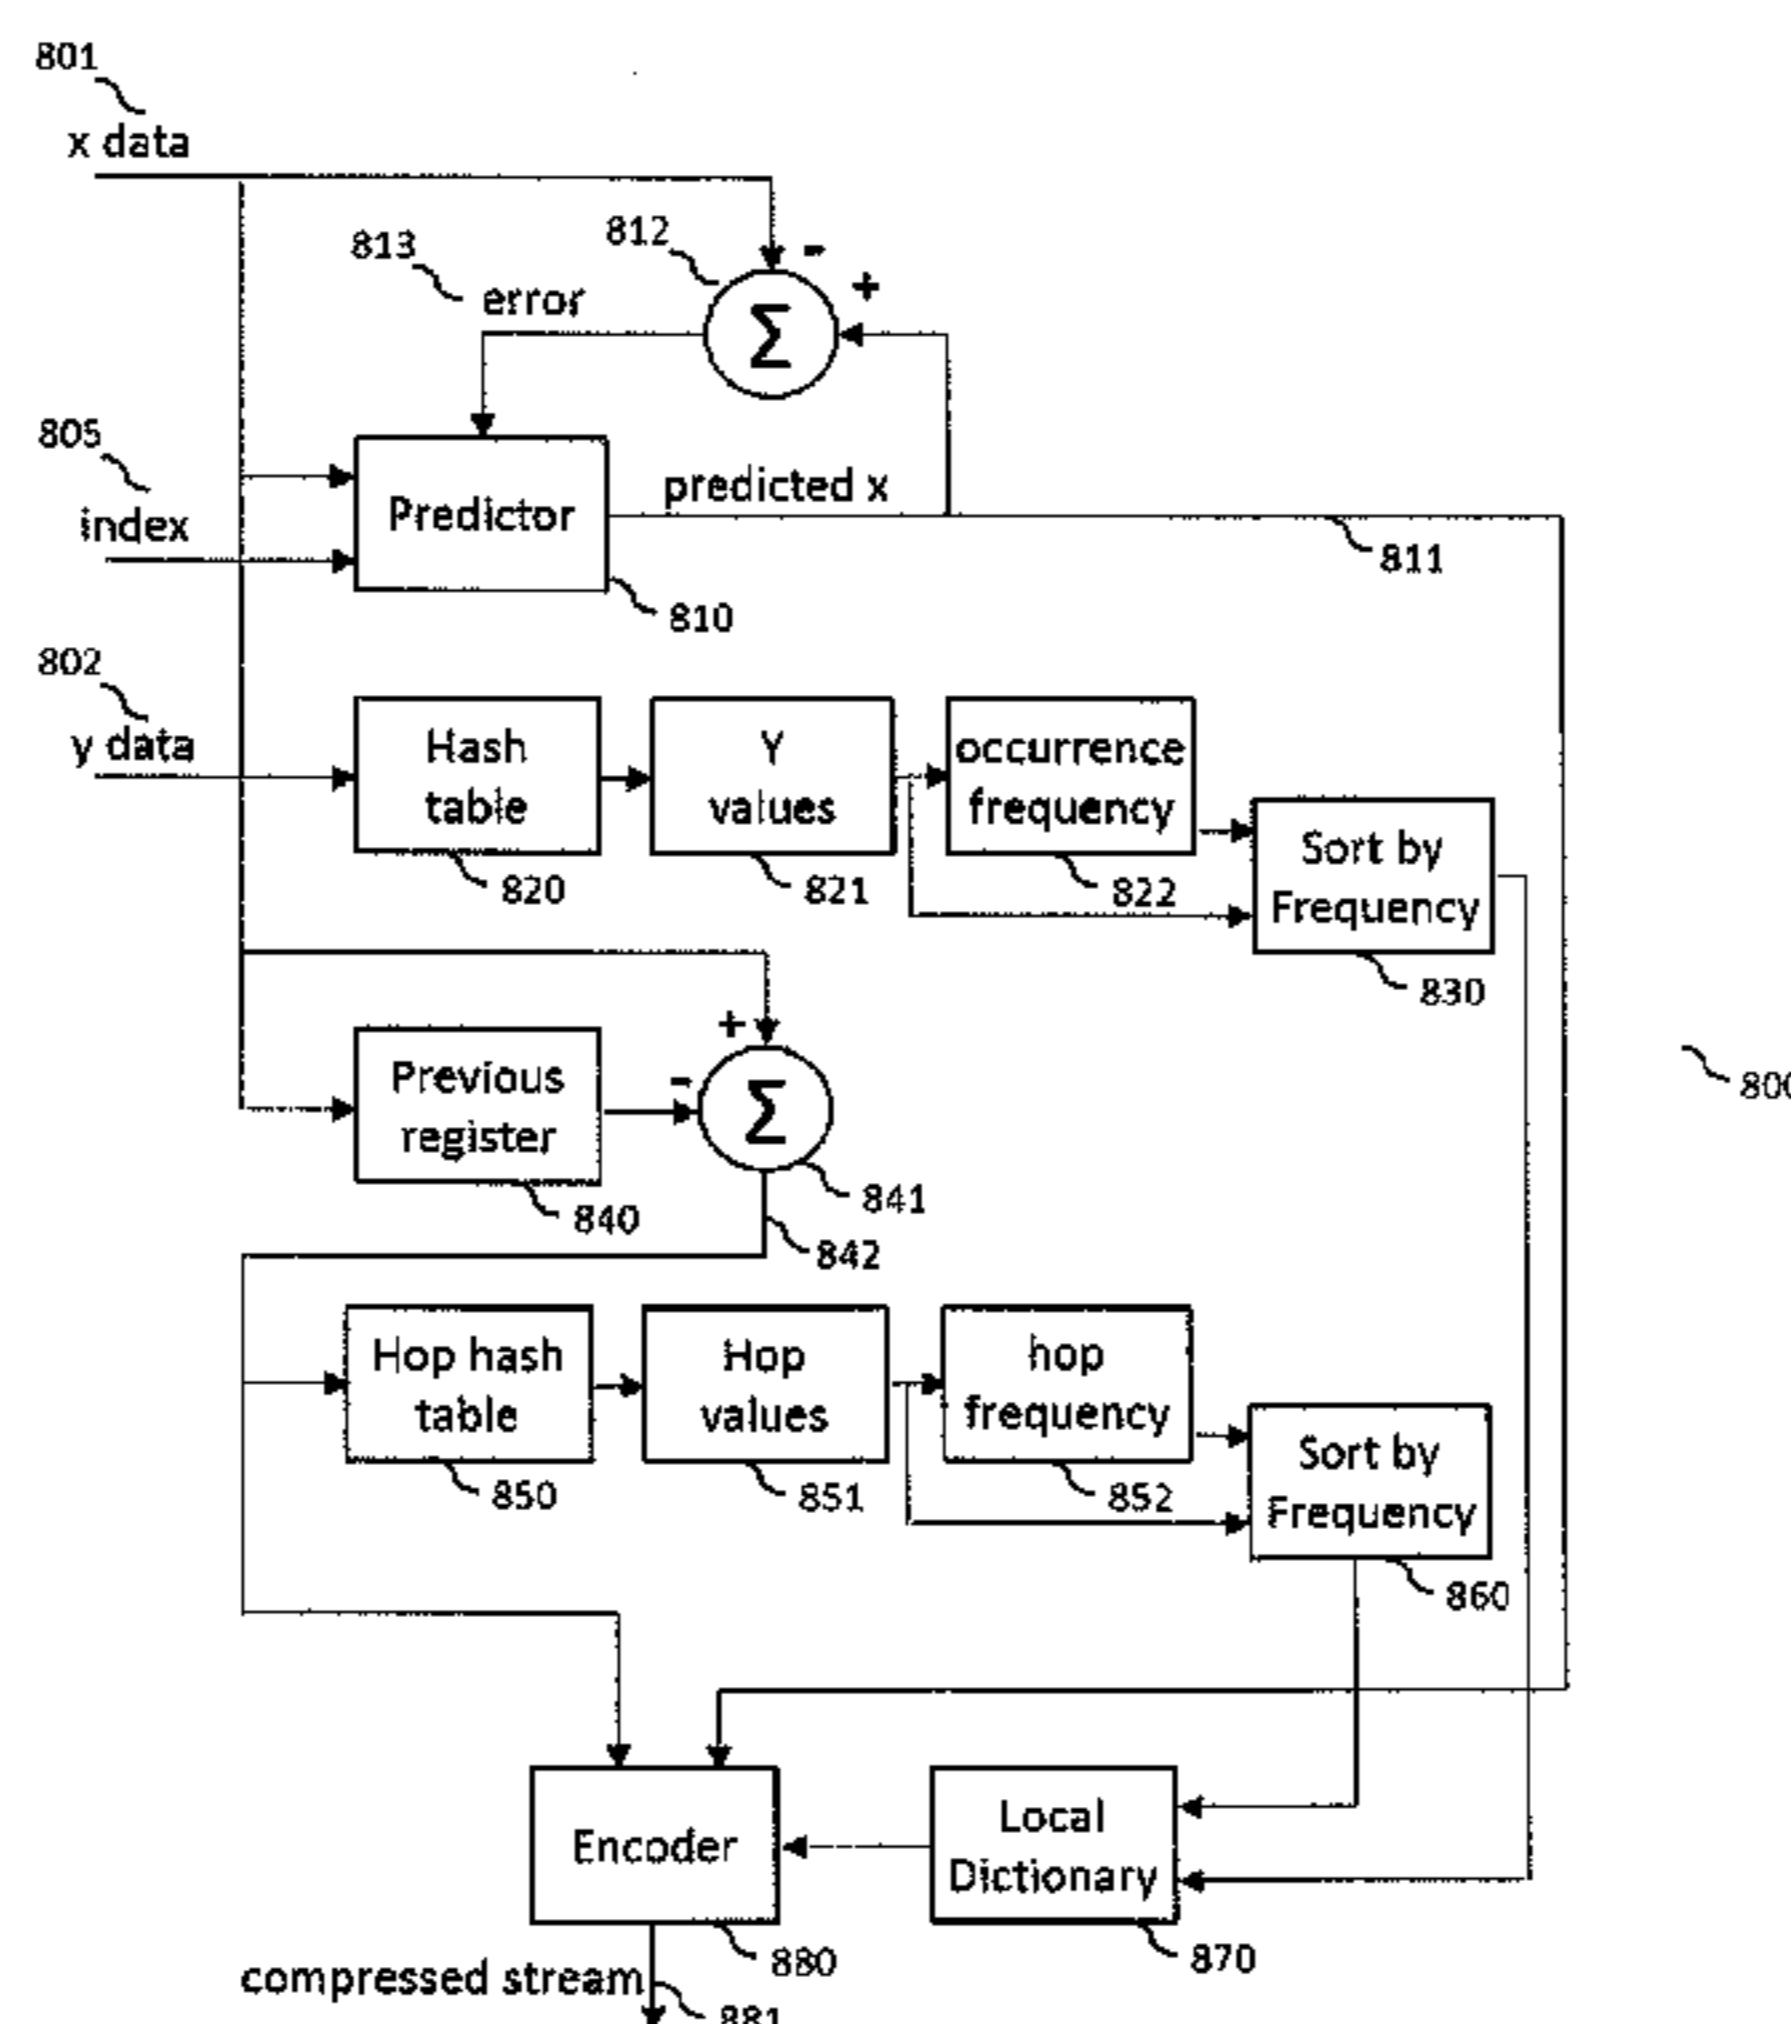 801
x data
813
error
812
-
+
Σ
805
index
Predictor
predicted x
811
810
802
y data
Hash
table
820
Y
values
821
occurrence
frequency
822
Sort by
Frequency
830
Previous
register
840
+
-
Σ
841
842
800
Hop hash
table
850
Hop
values
851
hop
frequency
852
Sort by
Frequency
860
Encoder
880
Local
Dictionary
870
compressed stream
881